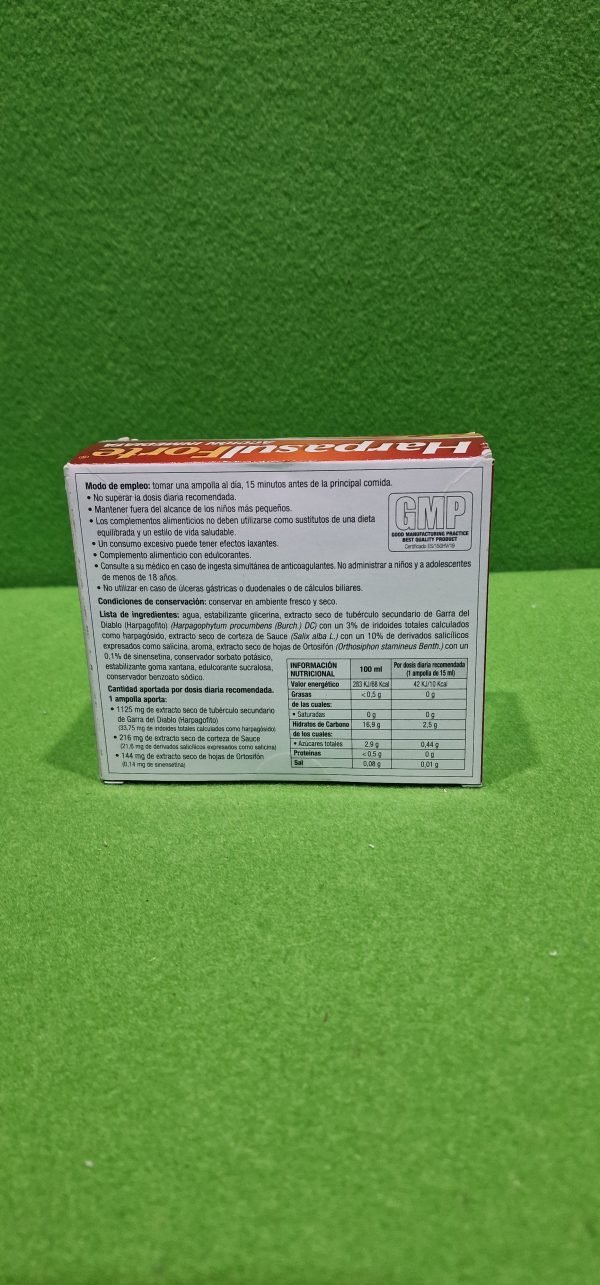 HarpasulForte
ACCIÓN INMEDIATA
Modo de empleo: tomar una ampolla al día, 15 minutos antes de la principal comida.
• No superar la dosis diaria recomendada.
• Mantener fuera del alcance de los niños más pequeños.
• Los complementos alimenticios no deben utilizarse como sustitutos de una dieta
equilibrada y un estilo de vida saludable.
• Un consumo excesivo puede tener efectos laxantes.
• Complemento alimenticio con edulcorantes.
• Consulte a su médico en caso de ingesta simultánea de anticoagulantes. No administrar a niños y a adolescentes
de menos de 18 años.
• No utilizar en caso de úlceras gástricas o duodenales o de cálculos biliares.
GMP
GOOD MANUFACTURING PRACTICE
BEST QUALITY PRODUCT
Condiciones de conservación: conservar en ambiente fresco y seco.
Lista de ingredientes: agua, estabilizante glicerina, extracto seco de tubérculo secundario de Garra del
Diablo (Harpagofito) (Harpagophytum procumbens (Burch.) DC) con un 3% de iridoides totales calculados
como harpagósido, extracto seco de corteza de Sauce (Salix alba L.) con un 10% de derivados salicílicos
expresados como salicina, aroma, extracto seco de hojas de Ortosifón (Orthosiphon stamineus Benth.) con un
0,1% de sinensetina, conservador sorbato potásico,
estabilizante goma xantana, edulcorante sucralosa,
conservador benzoato sódico.
Cantidad aportada por dosis diaria recomendada.
1 ampolla aporta:
• 1125 mg de extracto seco de tubérculo secundario
de Garra del Diablo (Harpagofito)
(33,75 mg de iridoides totales calculados como harpagósido)
• 216 mg de extracto seco de corteza de Sauce
(21,6 mg de derivados salicílicos expresados como salicina)
• 144 mg de extracto seco de hojas de Ortosifón
(0,14 mg de sinensetina)
INFORMACIÓN NUTRICIONAL 100 ml Por dosis diaria recomendada (1 ampolla de 15 ml)
Valor energético 283 KJ/68 Kcal 42 KJ/10 Kcal
Grasas <0,5 g 0 g
de las cuales:
• Saturadas 0 g 0 g
Hidratos de Carbono 16,9 g 2,5 g
de los cuales:
• Azúcares totales 2,9 g 0,44 g
Proteínas <0,5 g 0 g
Sal 0,08 g 0,01 g